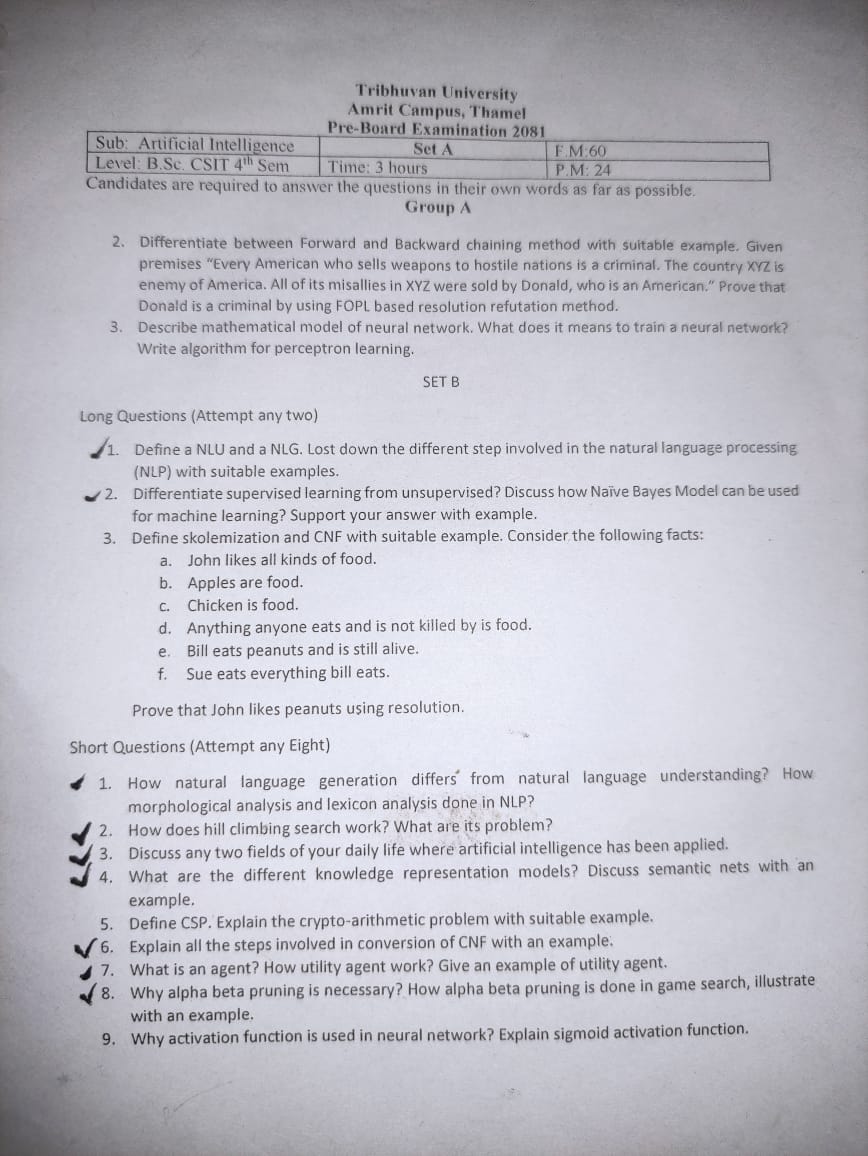 Tribhuvan University
Amrit Campus, Thamel
Pre-Board Examination 2081
Sub: Artificial Intelligence Set A F.M:60
Level: B.Sc. CSIT 4th Sem Time: 3 hours P.M: 24
Candidates are required to answer the questions in their own words as far as possible.
Group A
2. Differentiate between Forward and Backward chaining method with suitable example. Given
premises "Every American who sells weapons to hostile nations is a criminal. The country XYZ is
enemy of America. All of its misallies in XYZ were sold by Donald, who is an American." Prove that
Donald is a criminal by using FOPL based resolution refutation method.
3. Describe mathematical model of neural network. What does it means to train a neural network?
Write algorithm for perceptron learning.
SET B
Long Questions (Attempt any two)
1. Define a NLU and a NLG. Lost down the different step involved in the natural language processing
(NLP) with suitable examples.
2. Differentiate supervised learning from unsupervised? Discuss how Naïve Bayes Model can be used
for machine learning? Support your answer with example.
3. Define skolemization and CNF with suitable example. Consider the following facts:
a. John likes all kinds of food.
b. Apples are food.
c. Chicken is food.
d. Anything anyone eats and is not killed by is food.
e. Bill eats peanuts and is still alive.
f. Sue eats everything bill eats.
Prove that John likes peanuts using resolution.
Short Questions (Attempt any Eight)
1. How natural language generation differs from natural language understanding? How
morphological analysis and lexicon analysis done in NLP?
2. How does hill climbing search work? What are its problem?
3. Discuss any two fields of your daily life where artificial intelligence has been applied.
4. What are the different knowledge representation models? Discuss semantic nets with an
example.
5. Define CSP. Explain the crypto-arithmetic problem with suitable example.
6. Explain all the steps involved in conversion of CNF with an example.
7. What is an agent? How utility agent work? Give an example of utility agent.
8. Why alpha beta pruning is necessary? How alpha beta pruning is done in game search, illustrate
with an example.
9. Why activation function is used in neural network? Explain sigmoid activation function.